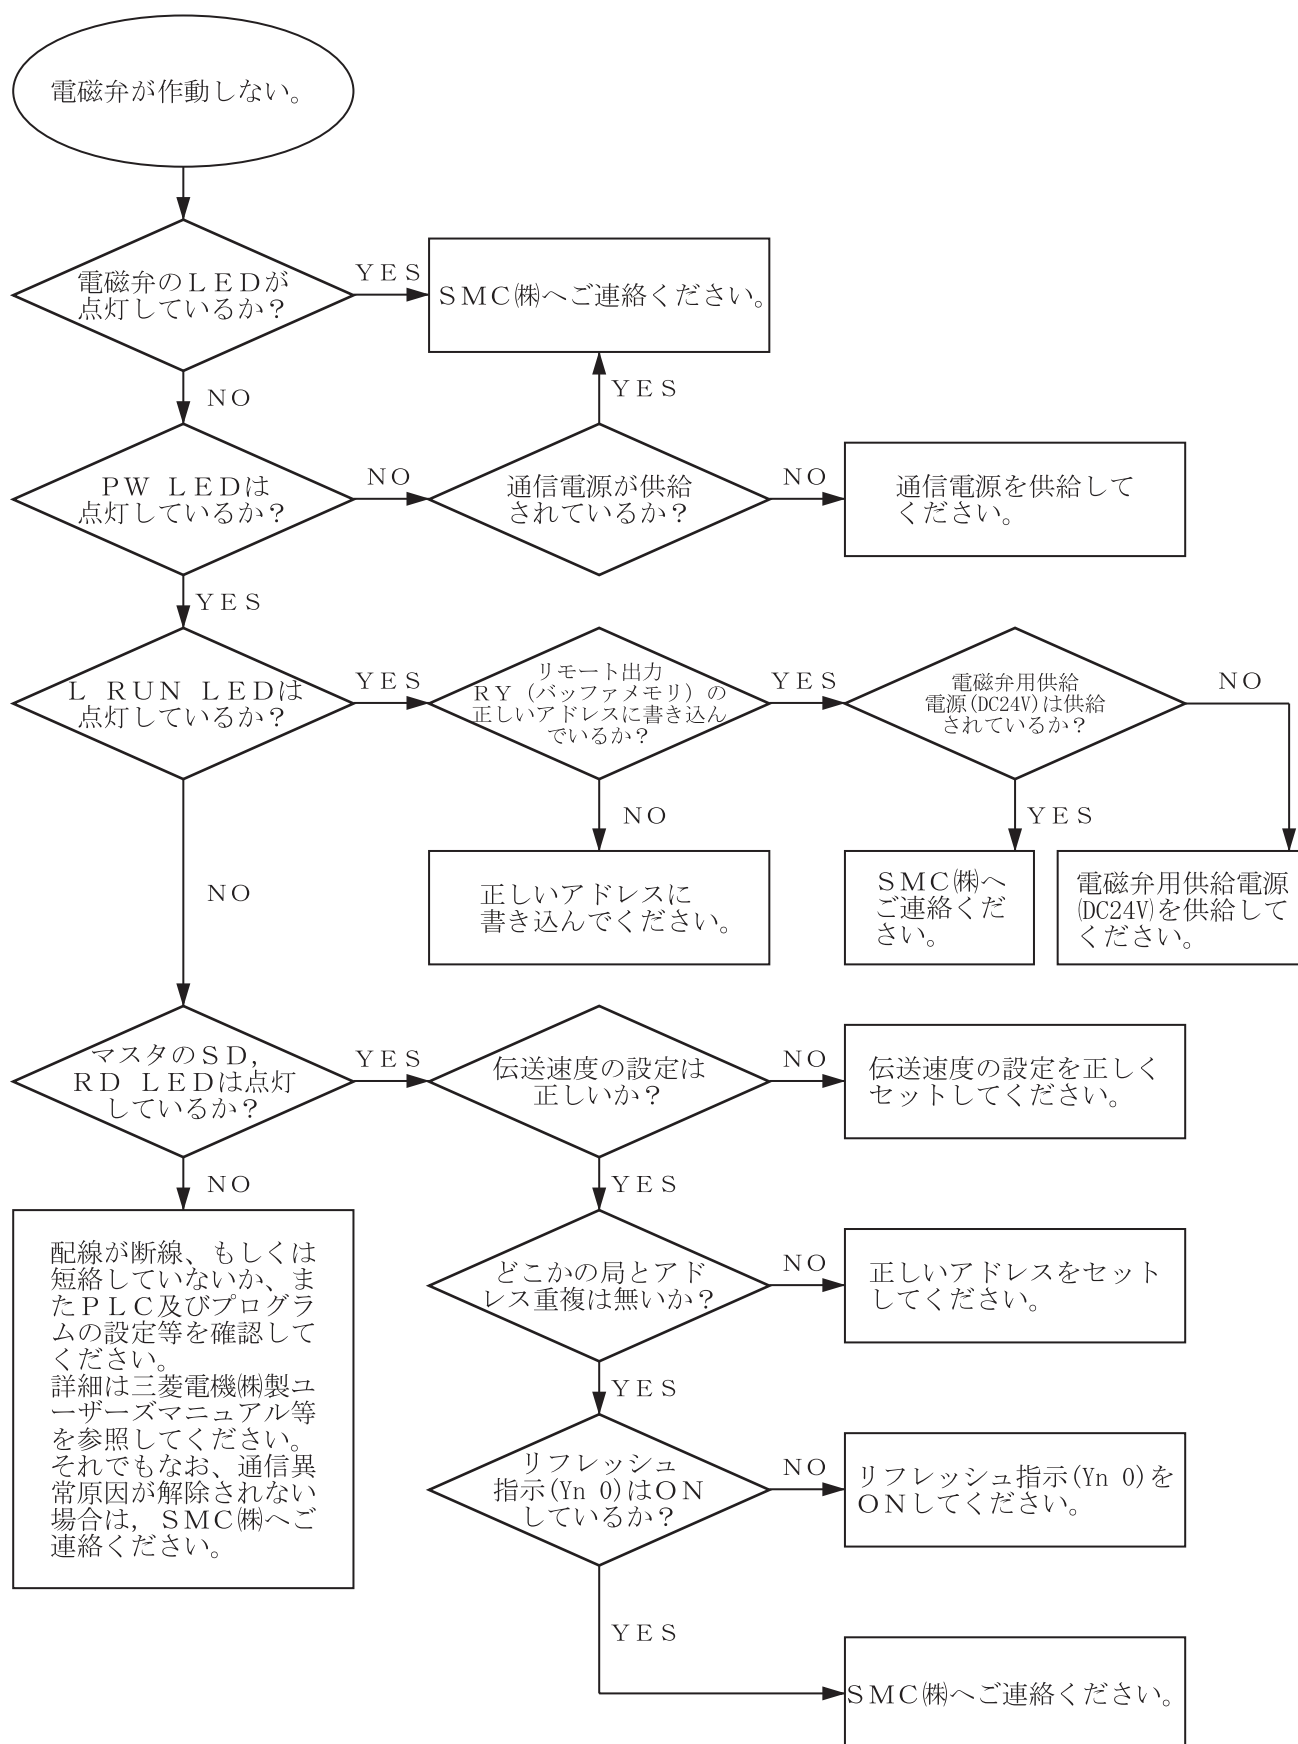 電磁弁が作動しない。
電磁弁のＬＥＤが
点灯しているか？
ＹＥＳ
ＳＭＣ㈱へご連絡ください。
ＮＯ
ＹＥＳ
ＰＷ　ＬＥＤは
点灯しているか？
ＮＯ
通信電源が供給
されているか？
ＮＯ
通信電源を供給して
ください。
ＹＥＳ
Ｌ　ＲＵＮ　ＬＥＤは
点灯しているか？
ＹＥＳ
リモート出力
ＲＹ（バッファメモリ）の
正しいアドレスに書き込ん
でいるか？
ＹＥＳ
電磁弁用供給
電源(DC24V)は供給
されているか？
ＮＯ
ＮＯ
ＹＥＳ
ＮＯ
正しいアドレスに
書き込んでください。
ＳＭＣ㈱へ
ご連絡くだ
さい。
電磁弁用供給電源
(DC24V)を供給して
ください。
マスタのＳＤ，
ＲＤ　ＬＥＤは点灯
しているか？
ＹＥＳ
伝送速度の設定は
正しいか？
ＮＯ
伝送速度の設定を正しく
セットしてください。
ＮＯ
ＹＥＳ
配線が断線、もしくは
短絡していないか、ま
たＰＬＣ及びプログラ
ムの設定等を確認して
ください。
詳細は三菱電機㈱製ユ
ーザーズマニュアル等
を参照してください。
それでもなお、通信異
常原因が解除されない
場合は，ＳＭＣ㈱へご
連絡ください。
どこかの局とアド
レス重複は無いか？
ＮＯ
正しいアドレスをセット
してください。
ＹＥＳ
リフレッシュ
指示(Yn 0)はＯＮ
しているか？
ＮＯ
リフレッシュ指示(Yn 0)を
ＯＮしてください。
ＹＥＳ
ＳＭＣ㈱へご連絡ください。